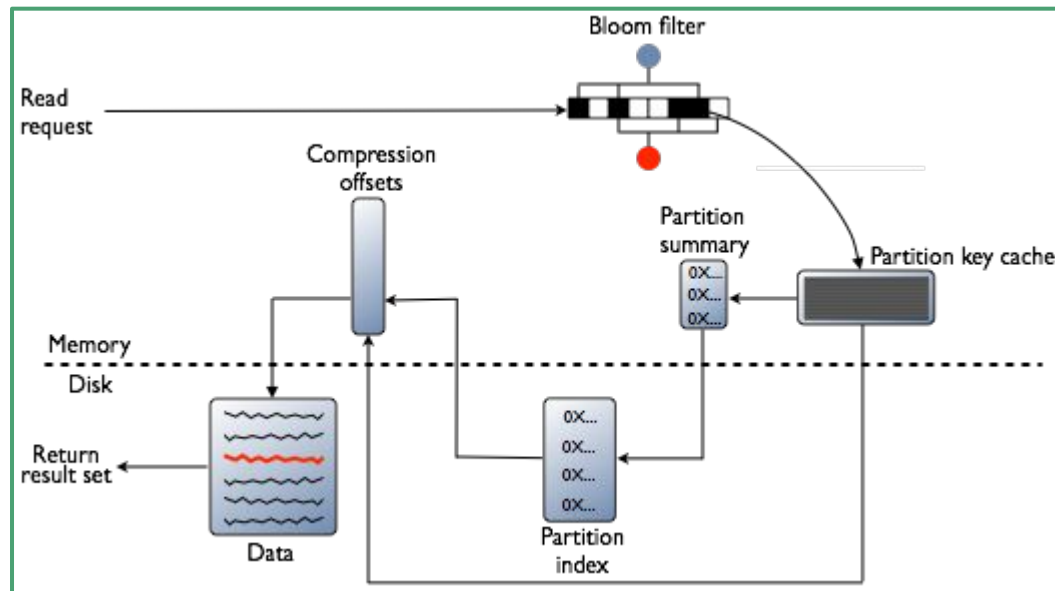 Bloom filter
Read
request
Compression
offsets
Partition
summary
Partition key cache
0X...
0X...
0X...
Memory
Disk
0X...
0X...
0X...
0X...
Return
result set
Data
Partition
index